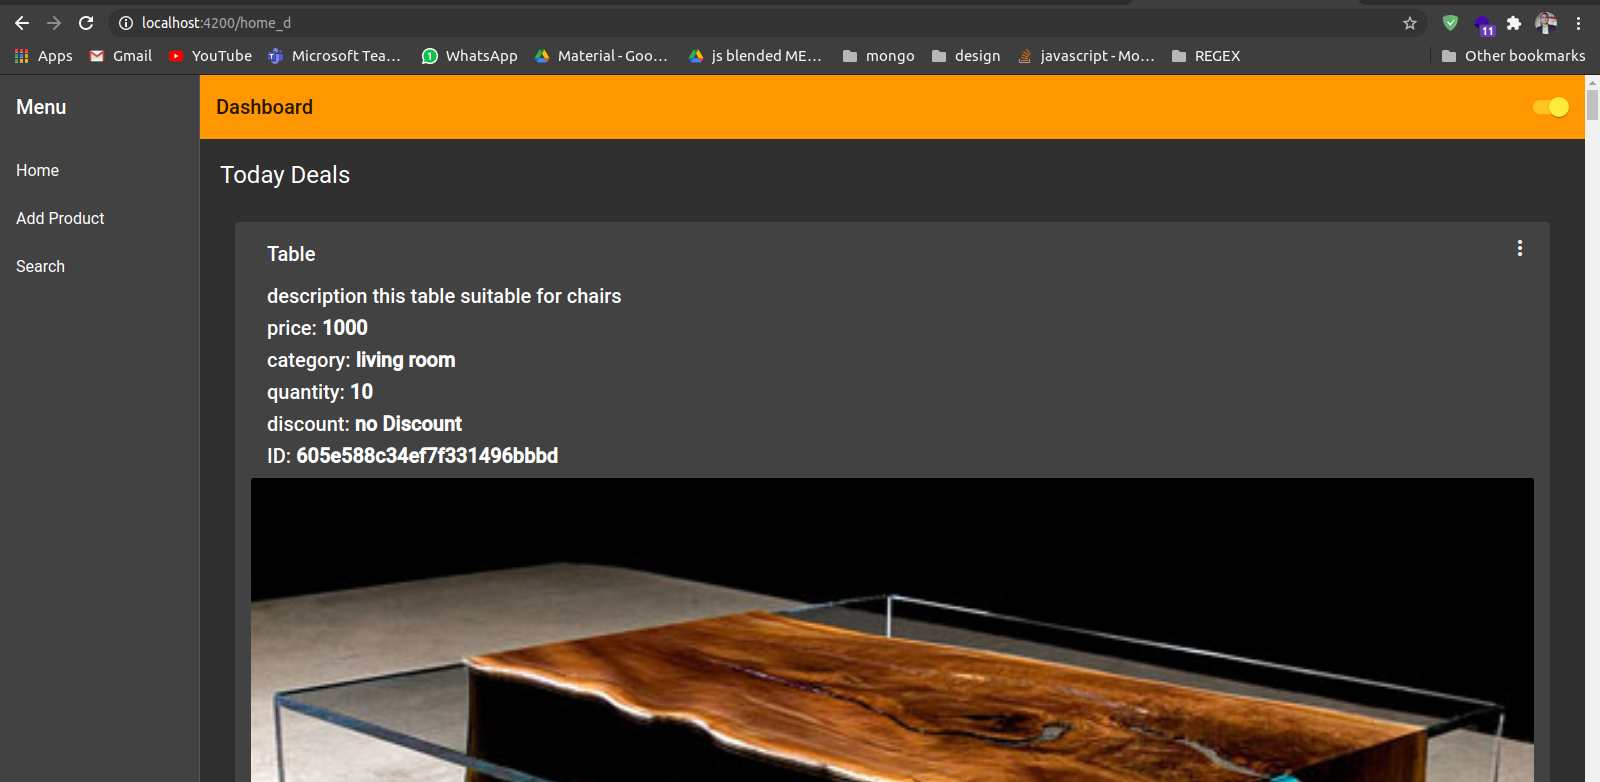 localhost:4200/home_d
11
Apps Gmail YouTube Microsoft Tea... WhatsApp Material - Goo... js blended ME... mongo design javascript - Mo... REGEX Other bookmarks
Menu
Dashboard
Home
Add Product
Search
Today Deals
Table
description this table suitable for chairs
price: 1000
category: living room
quantity: 10
discount: no Discount
ID: 605e588c34ef7f331496bbbd